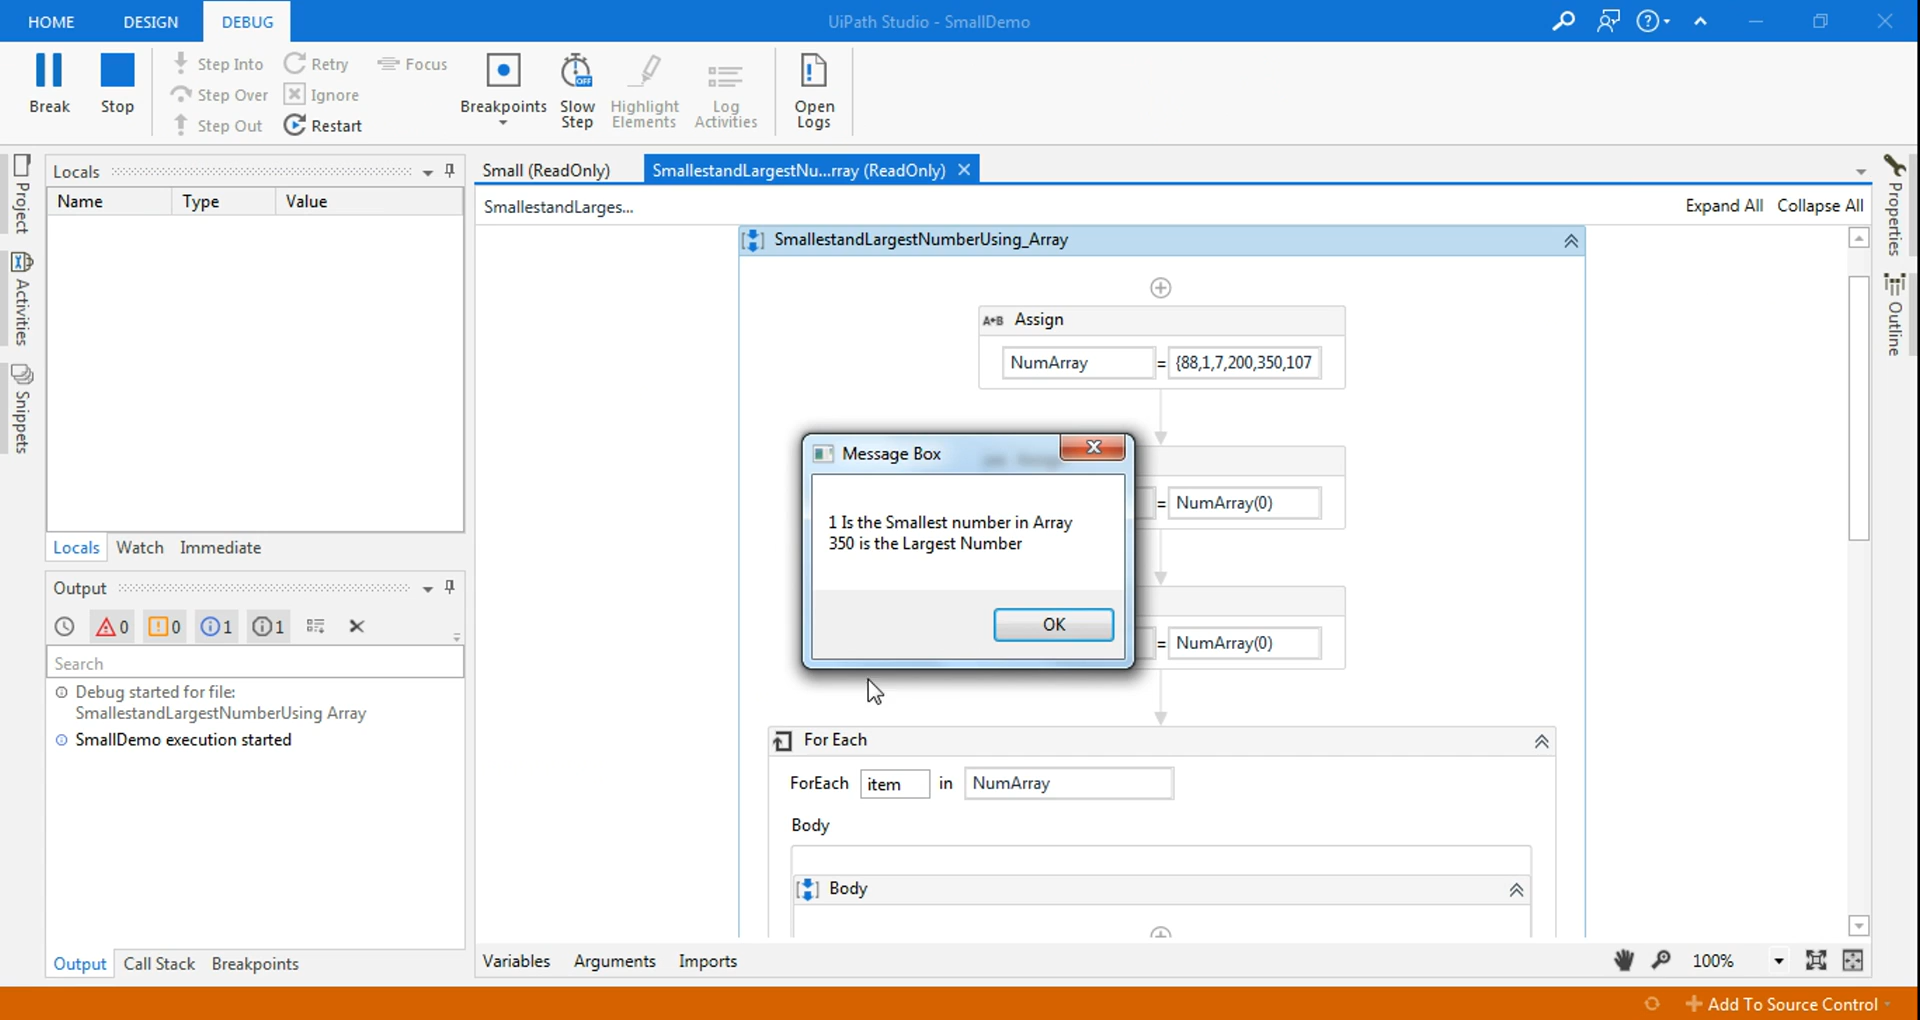 HOME DESIGN DEBUG UiPath Studio - SmallDemo
Break
Stop
Step Into
Step Over
Step Out
Retry
Ignore
Restart
Focus
Breakpoints
Slow
Step
OFF
Highlight
Elements
Log
Activities
Open
Logs
Project
Activities
Snippets
Locals
Name Type Value
Locals Watch Immediate
Output
0 0 1 1
Search
Debug started for file:
SmallestandLargestNumberUsing Array
SmallDemo execution started
Output Call Stack Breakpoints
Small (ReadOnly) SmallestandLargestNu...rray (ReadOnly)
SmallestandLarges... Expand All Collapse All
SmallestandLargestNumberUsing_Array
A+B Assign
NumArray = {88,1,7,200,350,107
= NumArray(0)
= NumArray(0)
Message Box
1 Is the Smallest number in Array
350 is the Largest Number
OK
For Each
ForEach item in NumArray
Body
Body
Variables Arguments Imports 100%
Properties
Outline
Add To Source Control